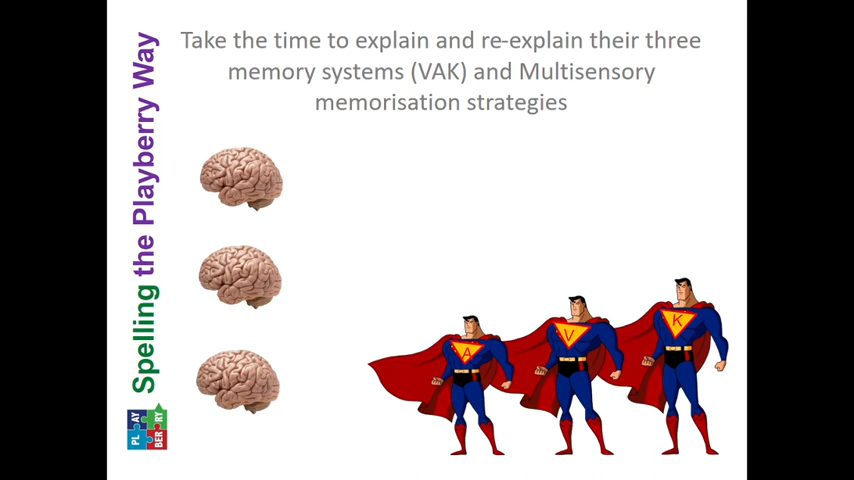 Take the time to explain and re-explain their three
memory systems (VAK) and Multisensory
memorisation strategies
Spelling the Playberry Way
A
V
K
PL AY
BER RY